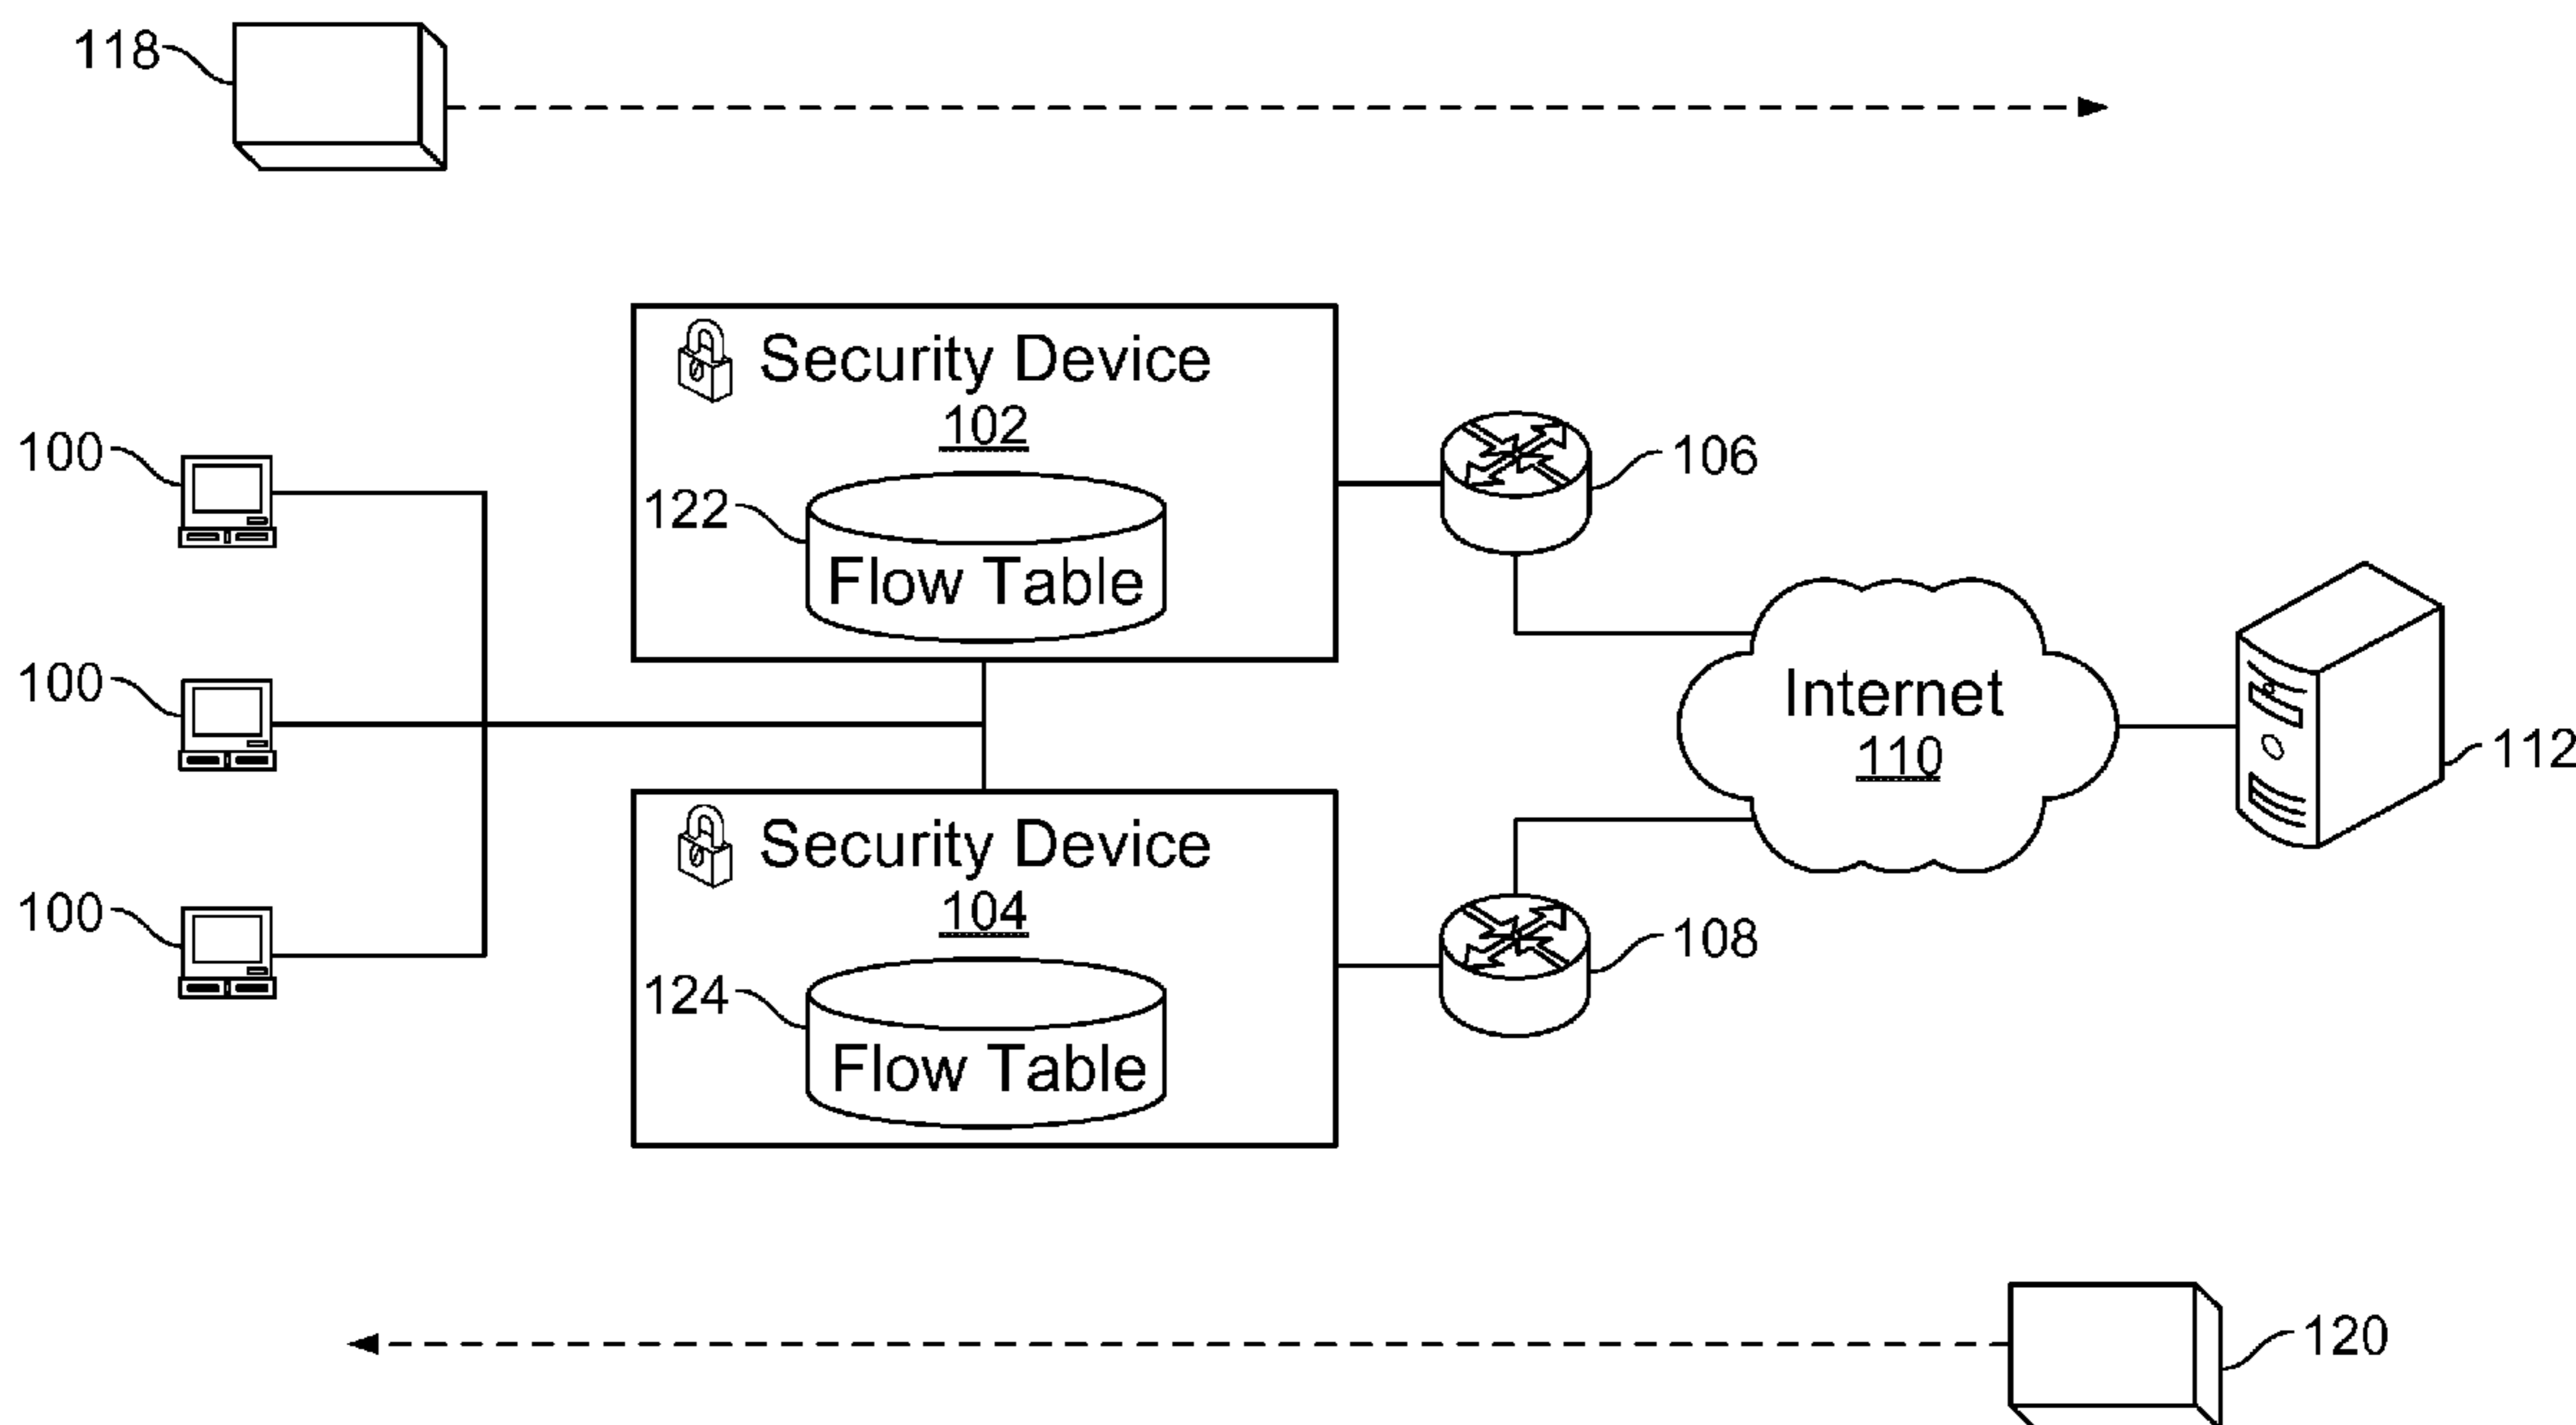 118
Security Device
102
100
106
122
Flow Table
100
Internet
110
112
Security Device
104
100
108
124
Flow Table
120